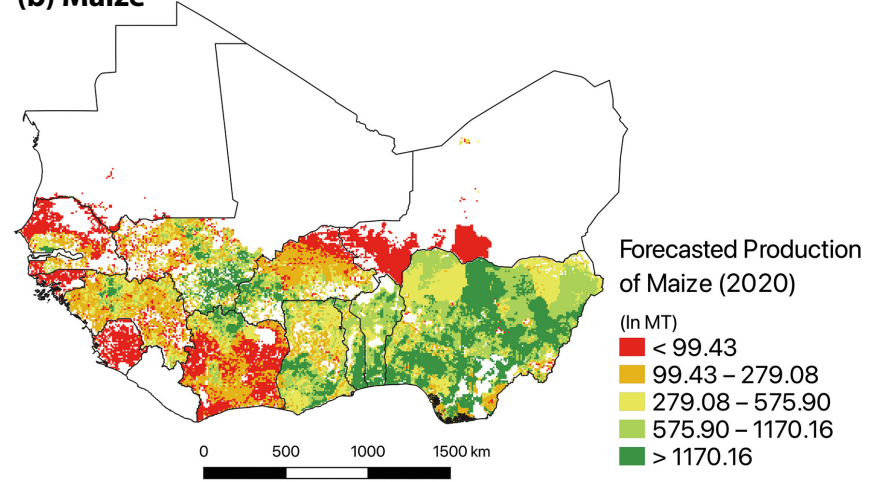 (b) Maize
Forecasted Production
of Maize (2020)
(In MT)
< 99.43
99.43 – 279.08
279.08 – 575.90
575.90 – 1170.16
> 1170.16
0 500 1000 1500 km